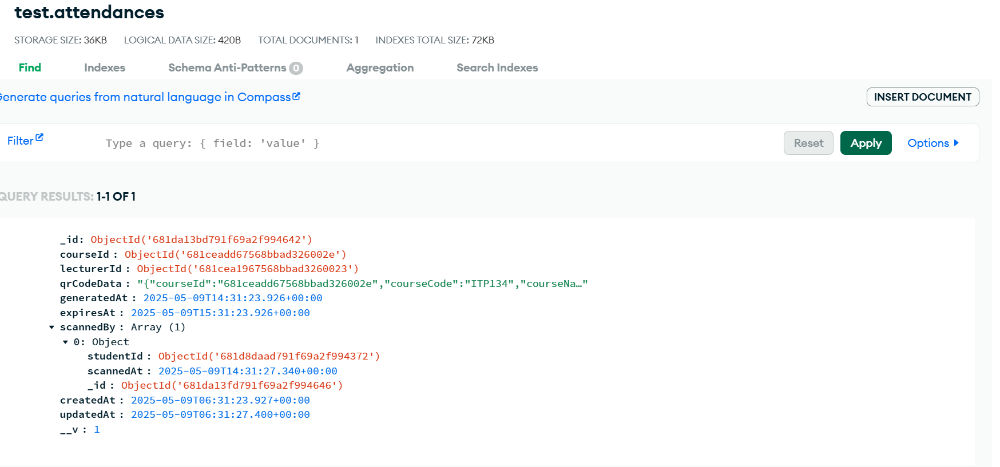 test.attendances
STORAGE SIZE: 36KB LOGICAL DATA SIZE: 420B TOTAL DOCUMENTS: 1 INDEXES TOTAL SIZE: 72KB
Find Indexes Schema Anti-Patterns 0 Aggregation Search Indexes
Generate queries from natural language in Compass
INSERT DOCUMENT
Filter Type a query: { field: 'value' } Reset Apply Options
QUERY RESULTS: 1-1 OF 1
_id: ObjectId('681da13bd791f69a2f994642')
courseId : ObjectId('681ceadd67568bbad326002e')
lecturerId : ObjectId('681cea1967568bbad3260023')
qrCodeData : "{"courseId":"681ceadd67568bbad326002e","courseCode":"ITP134","courseNa…"
generatedAt : 2025-05-09T14:31:23.926+00:00
expiresAt : 2025-05-09T15:31:23.926+00:00
scannedBy : Array (1)
0: Object
studentId : ObjectId('681d8daad791f69a2f994372')
scannedAt : 2025-05-09T14:31:27.340+00:00
_id : ObjectId('681da13fd791f69a2f994646')
createdAt : 2025-05-09T06:31:23.927+00:00
updatedAt : 2025-05-09T06:31:27.400+00:00
__v : 1